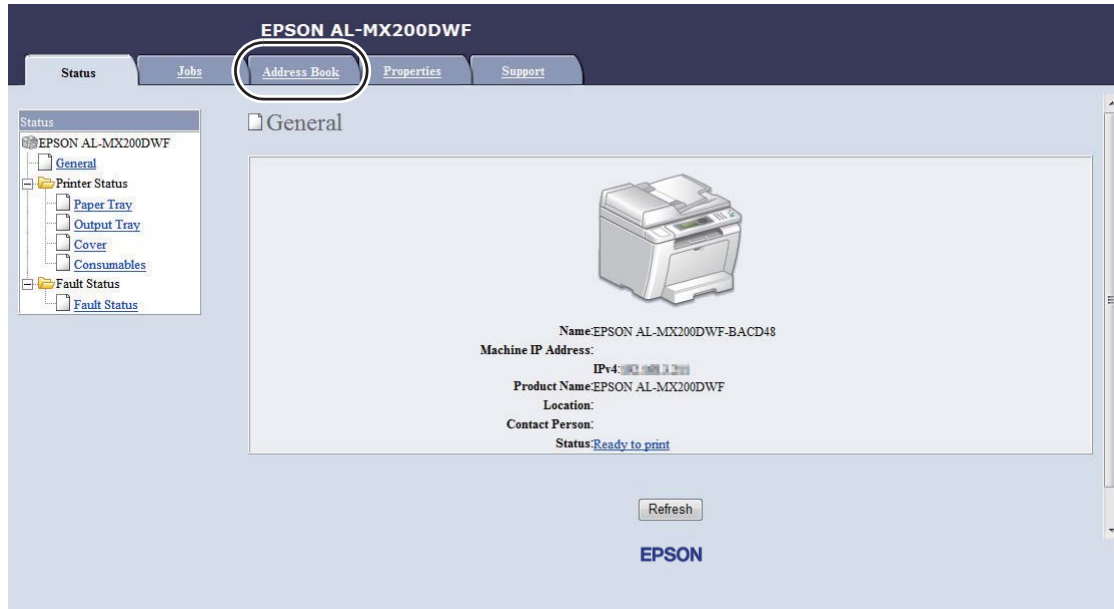 EPSON AL-MX200DWF
Status Jobs Address Book Properties Support
Status
EPSON AL-MX200DWF
General
Printer Status
Paper Tray
Output Tray
Cover
Consumables
Fault Status
Fault Status
General
Name:EPSON AL-MX200DWF-BACD48
Machine IP Address:
IPv4:
Product Name:EPSON AL-MX200DWF
Location:
Contact Person:
Status:Ready to print
Refresh
EPSON